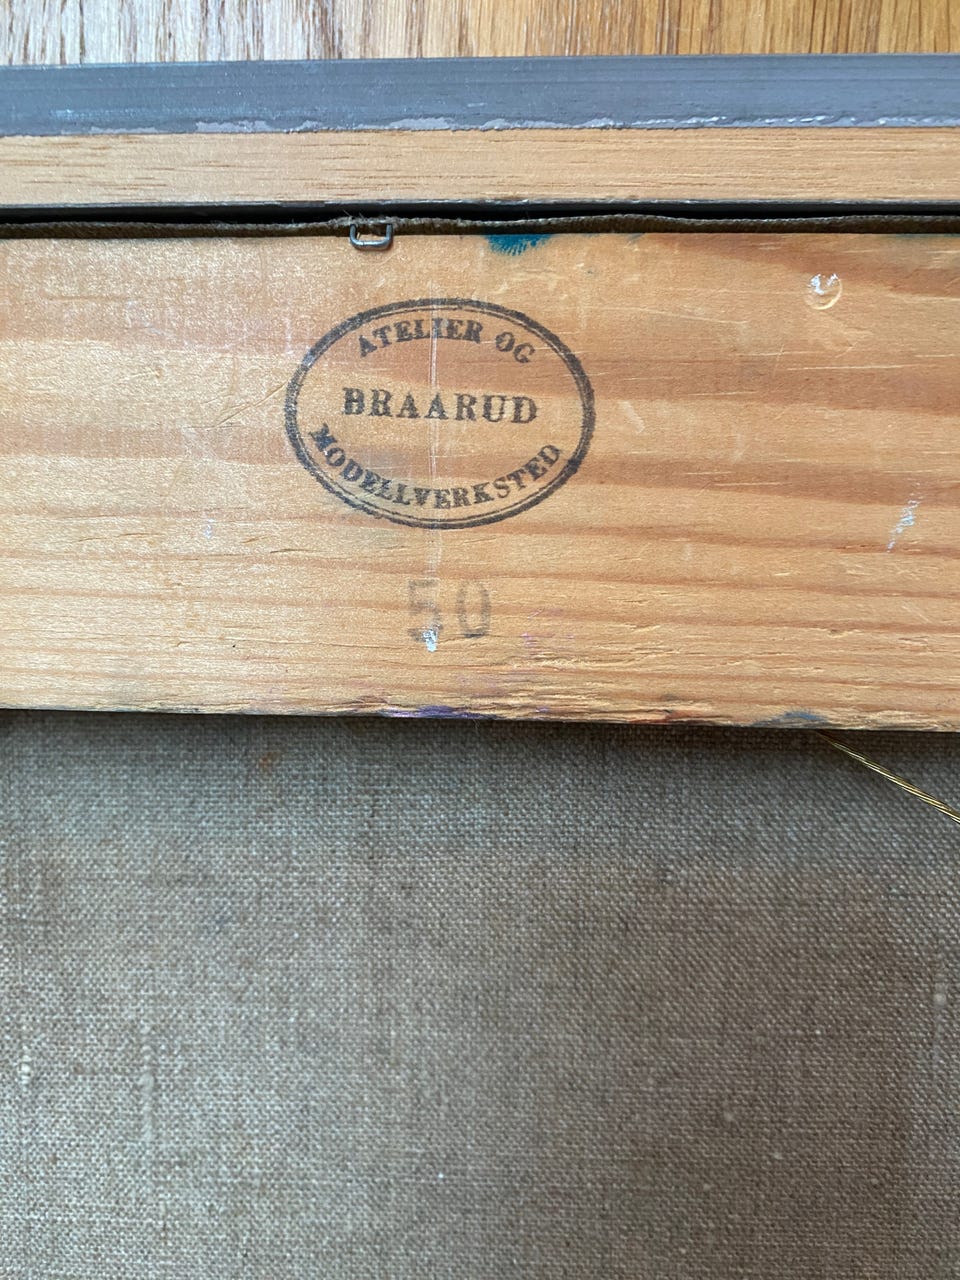 ATELIER OG
BRAARUD
MODELLVERKSTED
50